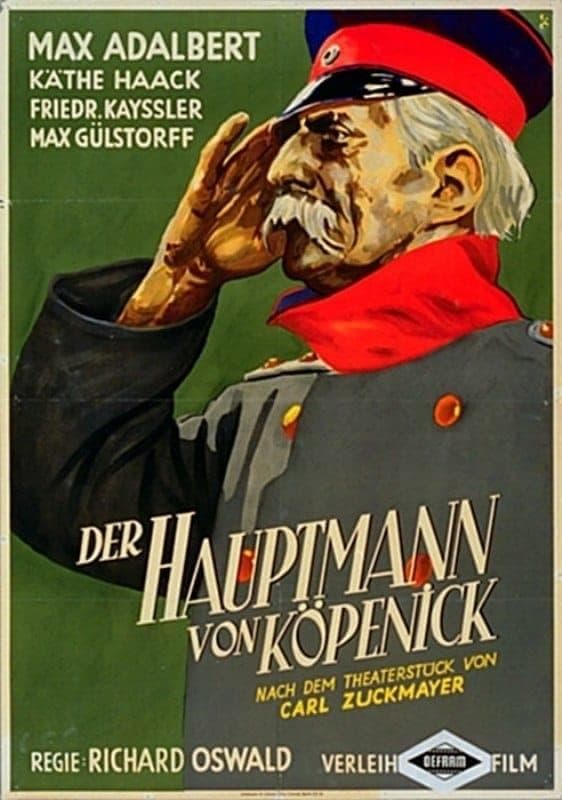 MAX ADALBERT
KÄTHE HAACK
FRIEDR. KAYSSLER
MAX GÜLSTORFF
DER HAUPTMANN
VON KÖPENICK
NACH DEM THEATERSTÜCK VON
CARL ZUCKMAYER
REGIE: RICHARD OSWALD
VERLEIH DEFRAM FILM